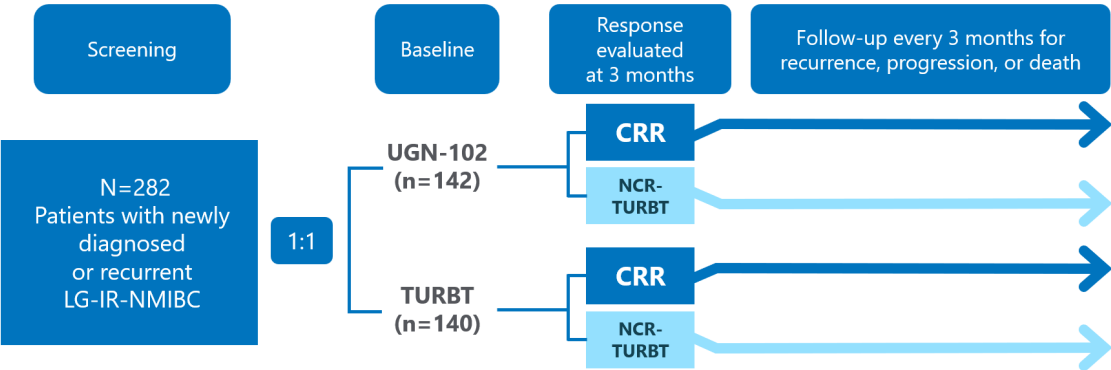 Screening
Baseline
Response
evaluated
at 3 months
Follow-up every 3 months for
recurrence, progression, or death
N=282
Patients with newly
diagnosed
or recurrent
LG-IR-NMIBC
1:1
UGN-102
(n=142)
CRR
NCR-
TURBT
TURBT
(n=140)
CRR
NCR-
TURBT